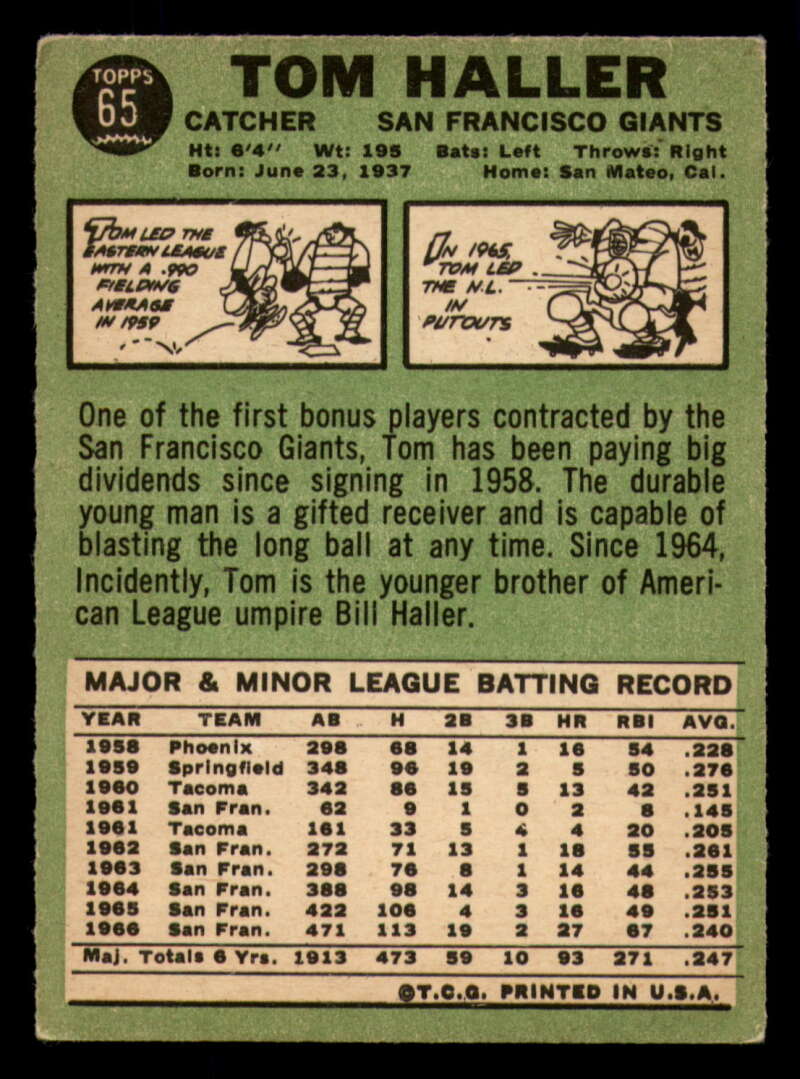 TOPPS
65
TOM HALLER
CATCHER SAN FRANCISCO GIANTS
Ht: 6'4" Wt: 195 Bats: Left Throws: Right
Born: June 23, 1937 Home: San Mateo, Cal.
TOM LED THE
EASTERN LEAGUE
WITH A .990
FIELDING
AVERAGE
IN 1959
IN 1965,
TOM LED
THE N.L.
IN
PUTOUTS
One of the first bonus players contracted by the
San Francisco Giants, Tom has been paying big
dividends since signing in 1958. The durable
young man is a gifted receiver and is capable of
blasting the long ball at any time. Since 1964,
Incidently, Tom is the younger brother of Ameri-
can League umpire Bill Haller.
MAJOR & MINOR LEAGUE BATTING RECORD
YEAR TEAM AB H 2B 3B HR RBI AVG.
1958 Phoenix 298 68 14 1 16 54 .228
1959 Springfield 348 96 19 2 5 50 .276
1960 Tacoma 342 86 15 5 13 42 .251
1961 San Fran. 62 9 1 0 2 8 .145
1961 Tacoma 161 33 5 4 4 20 .205
1962 San Fran. 272 71 13 1 18 55 .261
1963 San Fran. 298 76 8 1 14 44 .255
1964 San Fran. 388 98 14 3 16 48 .253
1965 San Fran. 422 106 4 3 16 49 .251
1966 San Fran. 471 113 19 2 27 67 .240
Maj. Totals 6 Yrs. 1913 473 59 10 93 271 .247
©T.C.G. PRINTED IN U.S.A.